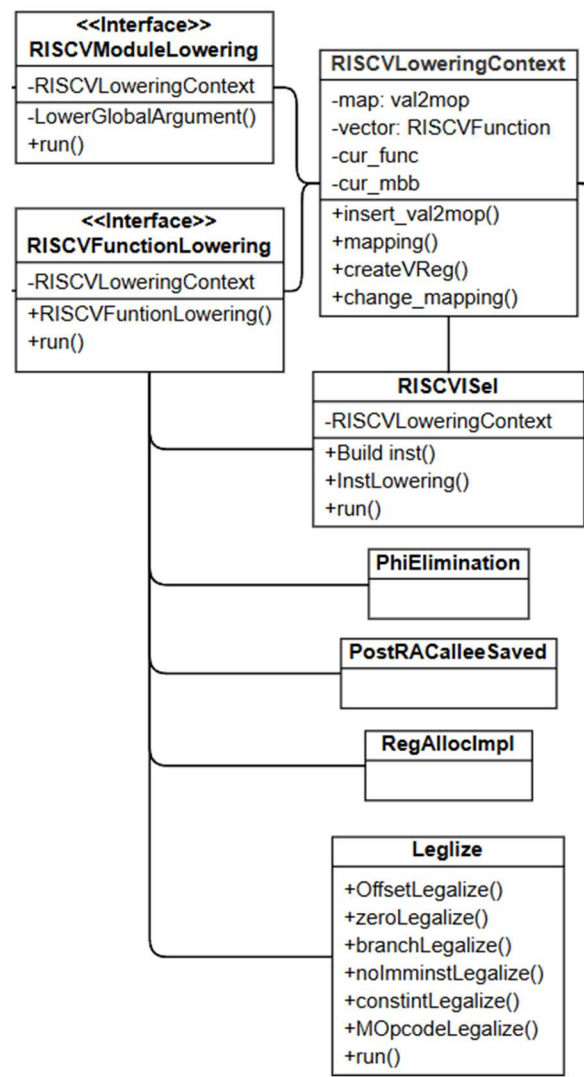 <<Interface>>
RISCVModuleLowering
-RISCVLoweringContext
-LowerGlobalArgument()
+run()
RISCVLoweringContext
-map: val2mop
-vector: RISCVFunction
-cur_func
-cur_mbb
+insert_val2mop()
+mapping()
+createVReg()
+change_mapping()
<<Interface>>
RISCVFunctionLowering
-RISCVLoweringContext
+RISCVFuntionLowering()
+run()
RISCVISel
-RISCVLoweringContext
+Build inst()
+InstLowering()
+run()
PhiElimination
PostRACalleeSaved
RegAllocImpl
Leglize
+OffsetLegalize()
+zeroLegalize()
+branchLegalize()
+noImminstLegalize()
+constintLegalize()
+MOpcodeLegalize()
+run()